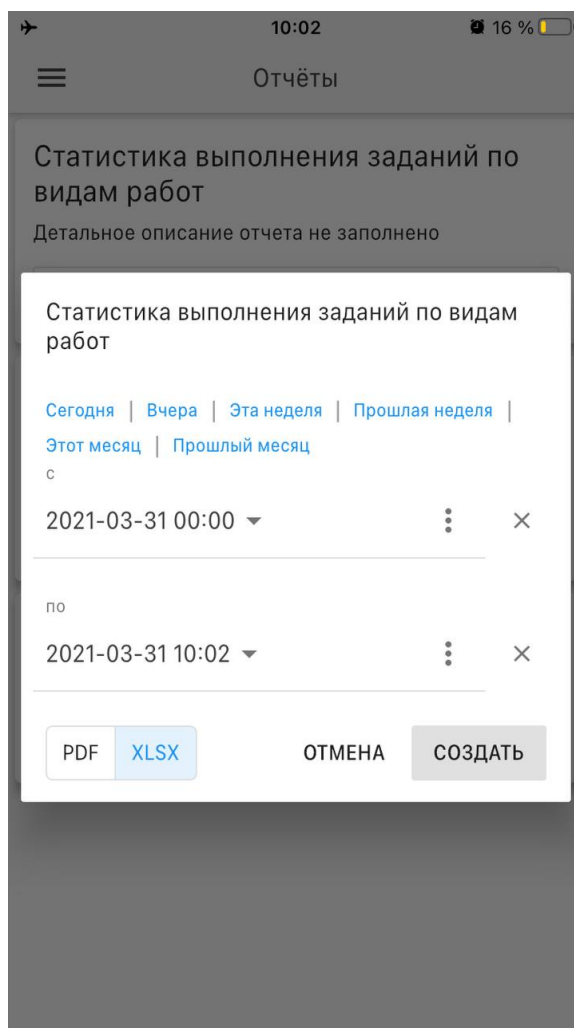 10:02
16 %
Отчёты
Статистика выполнения заданий по
видам работ
Детальное описание отчета не заполнено
Статистика выполнения заданий по видам
работ
Сегодня | Вчера | Эта неделя | Прошлая неделя |
Этот месяц | Прошлый месяц
с
2021-03-31 00:00
по
2021-03-31 10:02
PDF XLSX ОТМЕНА СОЗДАТЬ